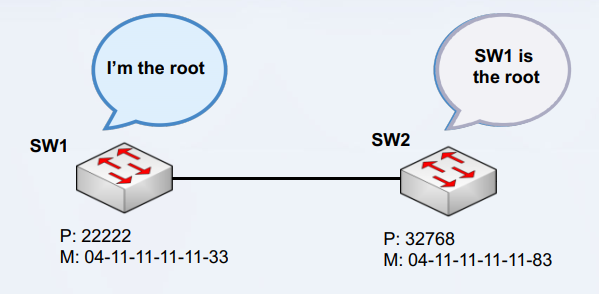 I'm the root
SW1 is
the root
SW1
SW2
P: 22222
M: 04-11-11-11-11-33
P: 32768
M: 04-11-11-11-11-83